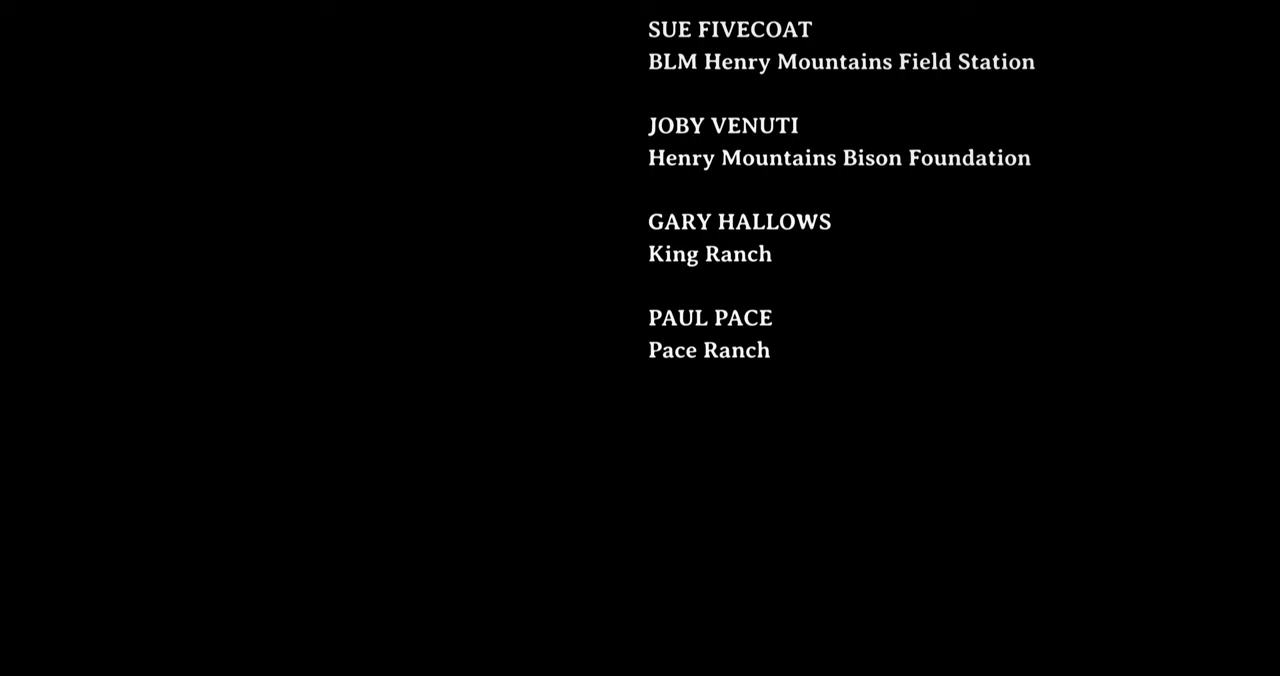 SUE FIVECOAT
BLM Henry Mountains Field Station
JOBY VENUTI
Henry Mountains Bison Foundation
GARY HALLOWS
King Ranch
PAUL PACE
Pace Ranch